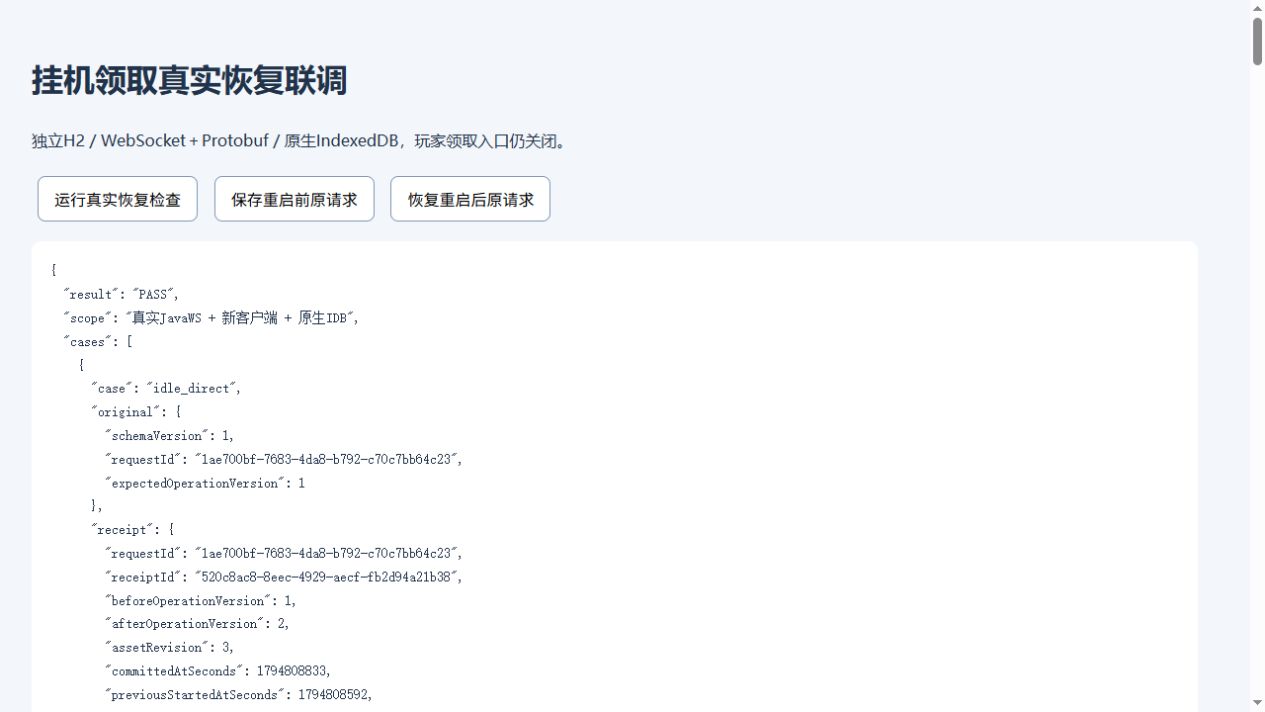 挂机领取真实恢复联调
独立H2 / WebSocket + Protobuf / 原生IndexedDB，玩家领取入口仍关闭。
运行真实恢复检查 保存重启前原请求 恢复重启后原请求
{
"result": "PASS",
"scope": "真实JavaWS + 新客户端 + 原生IDB",
"cases": [
{
"case": "idle_direct",
"original": {
"schemaVersion": 1,
"requestId": "1ae700bf-7683-4da8-b792-c70c7bb64c23",
"expectedOperationVersion": 1
},
"receipt": {
"requestId": "1ae700bf-7683-4da8-b792-c70c7bb64c23",
"receiptId": "520c8ac8-8eec-4929-aecf-fb2d94a21b38",
"beforeOperationVersion": 1,
"afterOperationVersion": 2,
"assetRevision": 3,
"committedAtSeconds": 1794808833,
"previousStartedAtSeconds": 1794808592,